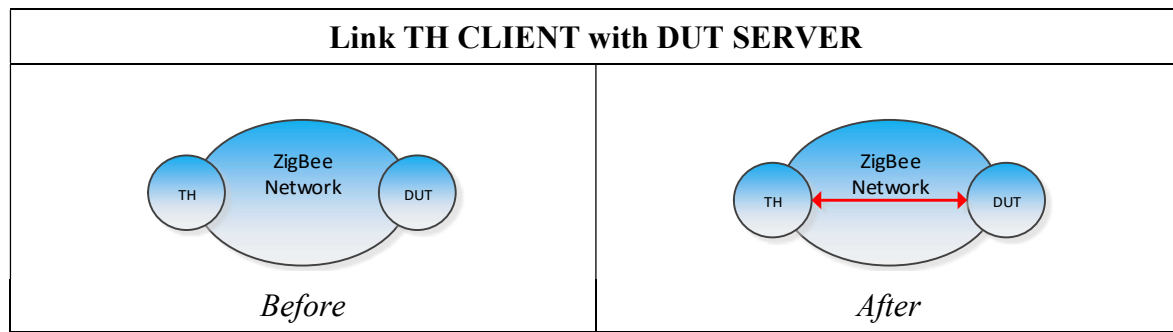 Link TH CLIENT with DUT SERVER
ZigBee
Network
TH
DUT
Before
ZigBee
Network
TH
DUT
After